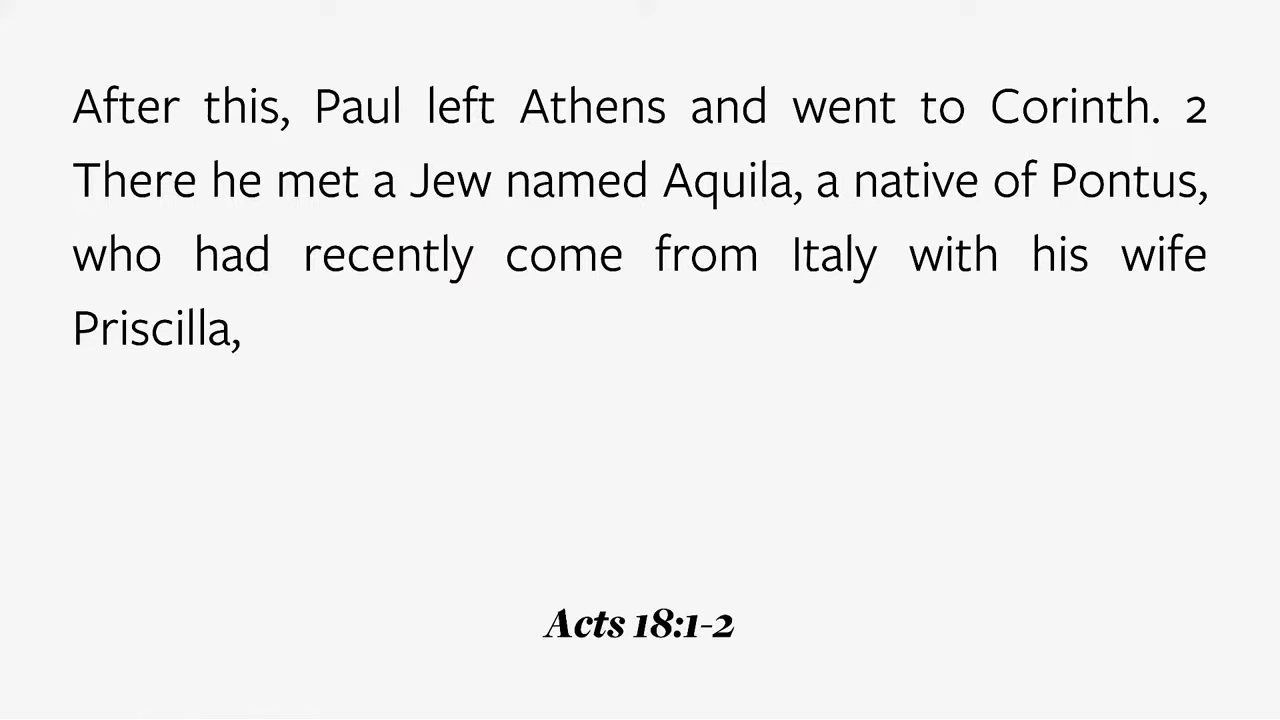 After this, Paul left Athens and went to Corinth. 2
There he met a Jew named Aquila, a native of Pontus,
who had recently come from Italy with his wife
Priscilla,
Acts 18:1-2